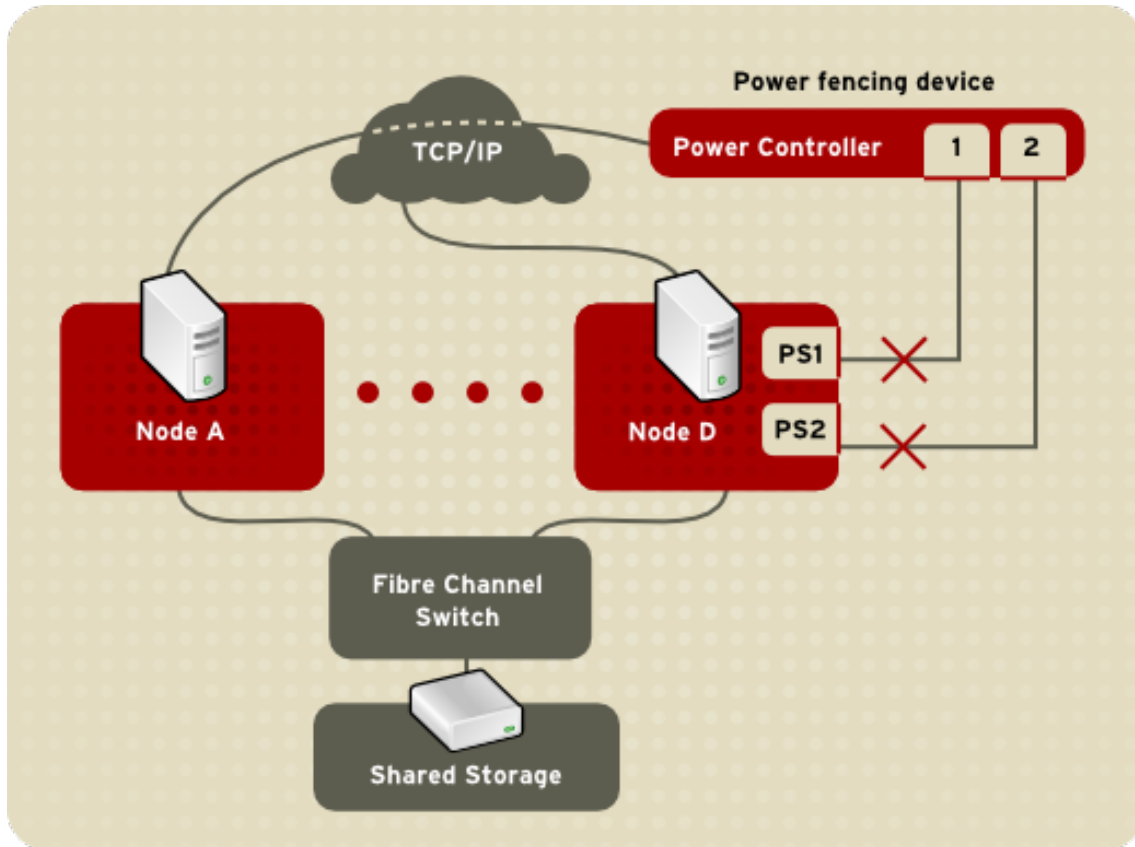 Power fencing device
Power Controller 1 2
TCP/IP
PS1
Node A
Node D
PS2
Fibre Channel
Switch
Shared Storage